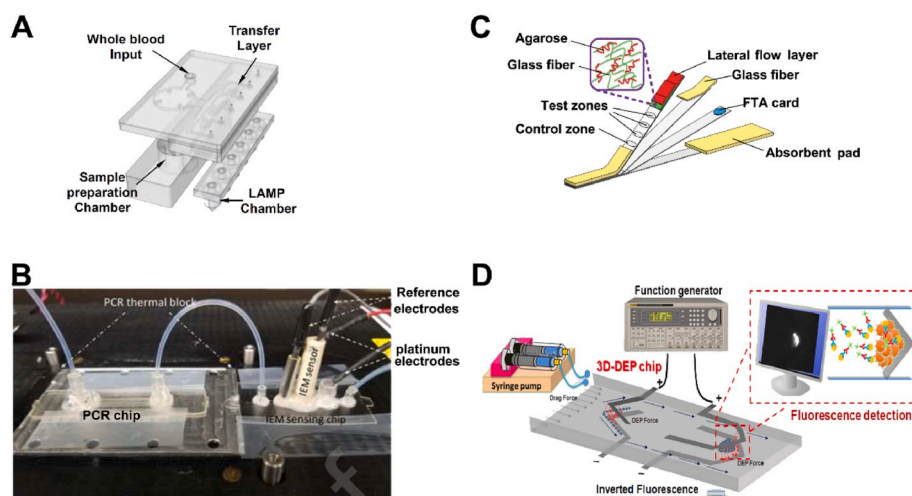 A
Whole blood
Input
Transfer
Layer
Sample
preparation
Chamber
LAMP
Chamber
B
PCR thermal block
Reference
electrodes
platinum
electrodes
IEM sensor
PCR chip
IEM sensing chip
f
C
Agarose
Glass fiber
Lateral flow layer
Glass fiber
FTA card
Test zones
Control zone
Absorbent pad
D
Function generator
Syringe pump
3D-DEP chip
Drag Force
DEP Force
DEP Force
+
+
–
–
Fluorescence detection
Inverted Fluorescence